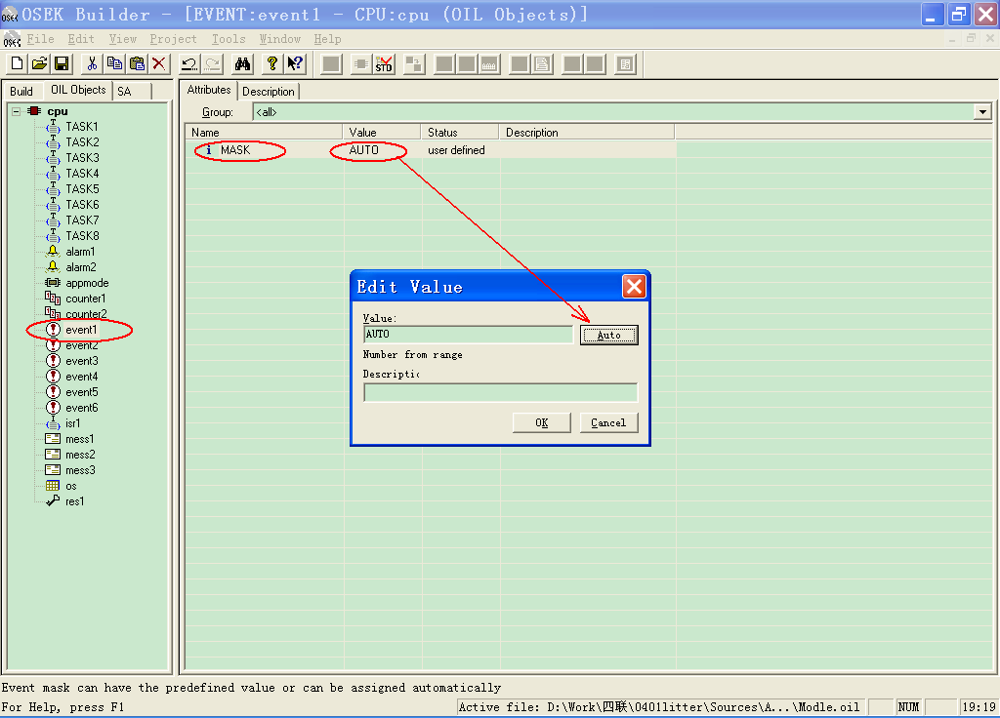 OSEK Builder - [EVENT:event1 - CPU:cpu (OIL Objects)]
File Edit View Project Tools Window Help
STD
Build OIL Objects SA
Attributes Description
Group: <all>
Name Value Status Description
MASK AUTO user defined
cpu
TASK1
TASK2
TASK3
TASK4
TASK5
TASK6
TASK7
TASK8
alarm1
alarm2
appmode
counter1
counter2
event1
event2
event3
event4
event5
event6
isr1
mess1
mess2
mess3
os
res1
Edit Value
Value:
AUTO Auto
Number from range
Descriptic
OK Cancel
Event mask can have the predefined value or can be assigned automatically
For Help, press F1
Active file: D:\Work\四联\0401litter\Sources\A...\Modle.oil NUM 19:19